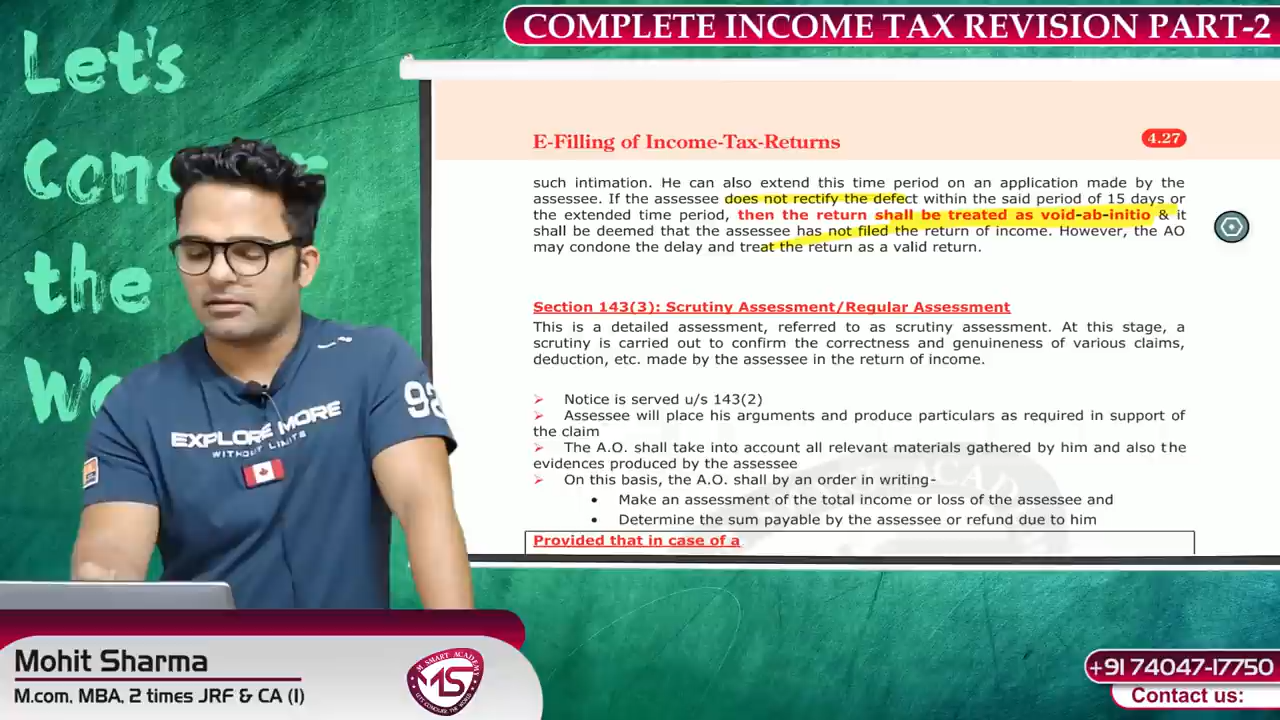 COMPLETE INCOME TAX REVISION PART-2
Let's
the
E-Filling of Income-Tax-Returns
4.27
such intimation. He can also extend this time period on an application made by the
assessee. If the assessee does not rectify the defect within the said period of 15 days or
the extended time period, then the return shall be treated as void-ab-initio & it
shall be deemed that the assessee has not filed the return of income. However, the AO
may condone the delay and treat the return as a valid return.
Section 143(3): Scrutiny Assessment/Regular Assessment
This is a detailed assessment, referred to as scrutiny assessment. At this stage, a
scrutiny is carried out to confirm the correctness and genuineness of various claims,
deduction, etc. made by the assessee in the return of income.
➢ Notice is served u/s 143(2)
➢ Assessee will place his arguments and produce particulars as required in support of
the claim
➢ The A.O. shall take into account all relevant materials gathered by him and also the
evidences produced by the assessee
➢ On this basis, the A.O. shall by an order in writing-
• Make an assessment of the total income or loss of the assessee and
• Determine the sum payable by the assessee or refund due to him
Provided that in case of a
EXPLORE MORE
WITHOUT LIMITS
92
Mohit Sharma
M.com, MBA, 2 times JRF & CA (I)
M SMART ACADEMY
MS
LETS CONQUER THE WORLD
+91 74047-17750
Contact us: